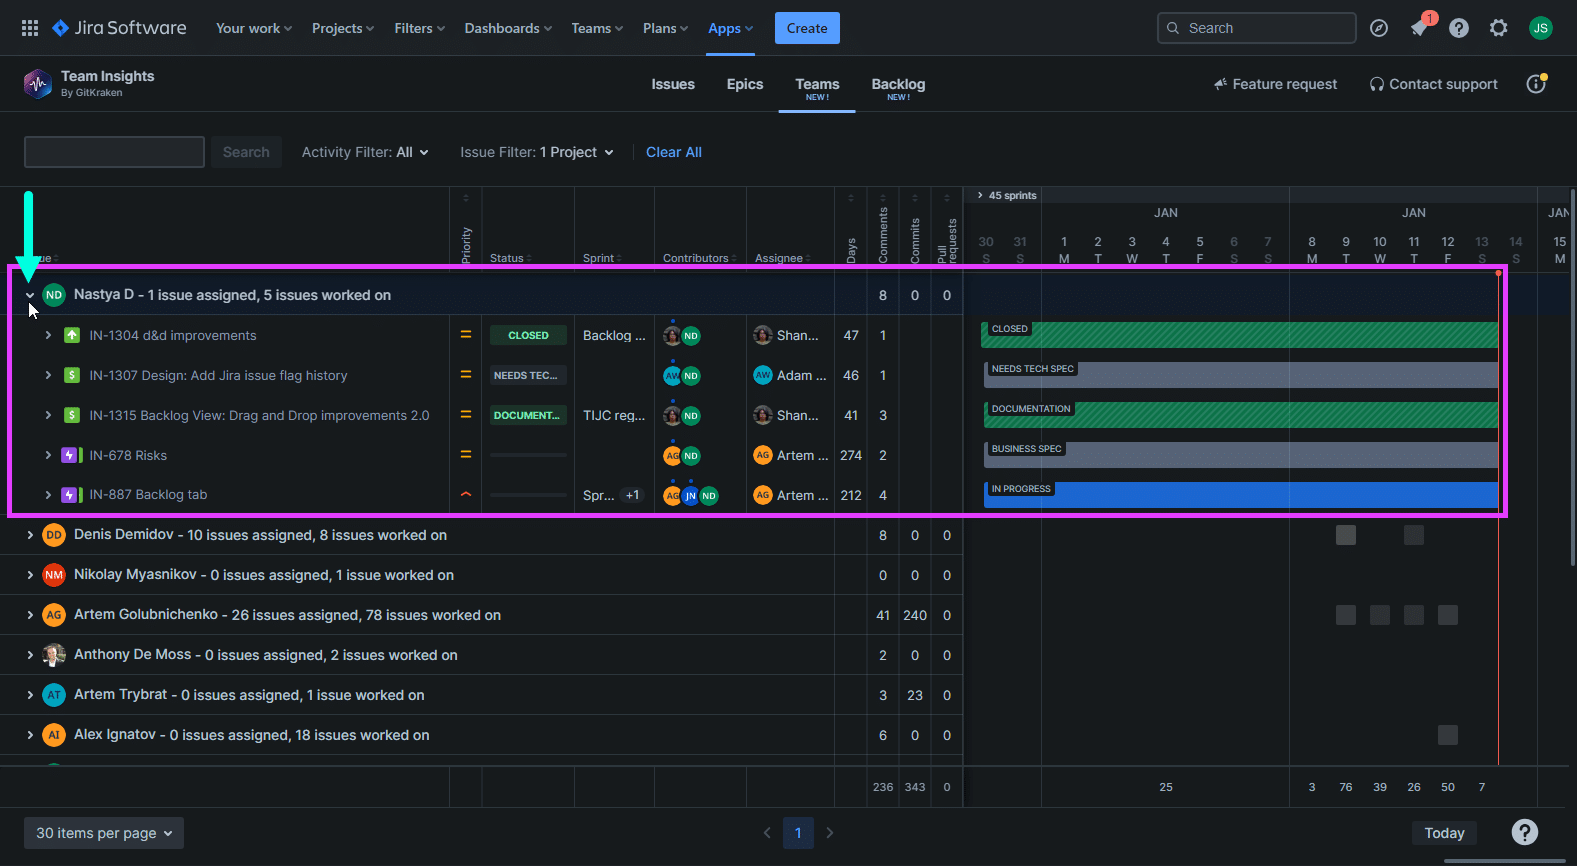 Jira Software Your work Projects Filters Dashboards Teams Plans Apps Create Search 1 JS
Team Insights
By GitKraken
Issues Epics Teams Backlog
NEW! NEW!
Feature request Contact support
Search Activity Filter: All Issue Filter: 1 Project Clear All
45 sprints
JAN JAN JAN
30 31 1 2 3 4 5 6 7 8 9 10 11 12 13 14 15
S S M T W T F S S M T W T F S S M
ue Priority Status Sprint Contributors Assignee Days Comments Commits Pull requests
ND Nastya D - 1 issue assigned, 5 issues worked on 8 0 0
IN-1304 d&d improvements CLOSED Backlog ... ND Shan... 47 1 CLOSED
IN-1307 Design: Add Jira issue flag history NEEDS TEC... AW ND AW Adam ... 46 1 NEEDS TECH SPEC
IN-1315 Backlog View: Drag and Drop improvements 2.0 DOCUMENT... TIJC reg... ND Shan... 41 3 DOCUMENTATION
IN-678 Risks AG ND AG Artem ... 274 2 BUSINESS SPEC
IN-887 Backlog tab Spr... +1 AG JN ND AG Artem ... 212 4 IN PROGRESS
DD Denis Demidov - 10 issues assigned, 8 issues worked on 8 0 0
NM Nikolay Myasnikov - 0 issues assigned, 1 issue worked on 0 0 0
AG Artem Golubnichenko - 26 issues assigned, 78 issues worked on 41 240 0
Anthony De Moss - 0 issues assigned, 2 issues worked on 2 0 0
AT Artem Trybrat - 0 issues assigned, 1 issue worked on 3 23 0
AI Alex Ignatov - 0 issues assigned, 18 issues worked on 6 0 0
236 343 0 25 3 76 39 26 50 7
30 items per page 1 Today ?